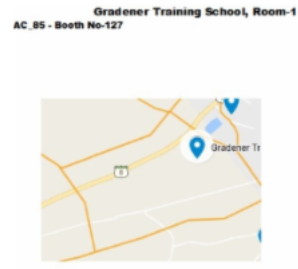 Gradener Training School, Room-1
AC_85 - Booth No-127
8
Gradener Tr